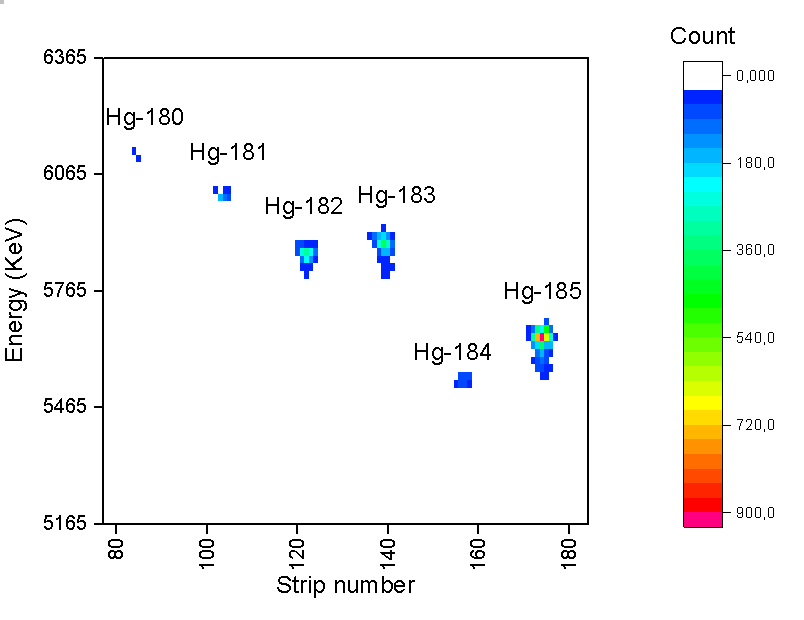 Count
6365
6065
5765
5465
5165
Energy (KeV)
Hg-180
Hg-181
Hg-182
Hg-183
Hg-184
Hg-185
80
100
120
140
160
180
Strip number
0,000
180,0
360,0
540,0
720,0
900,0